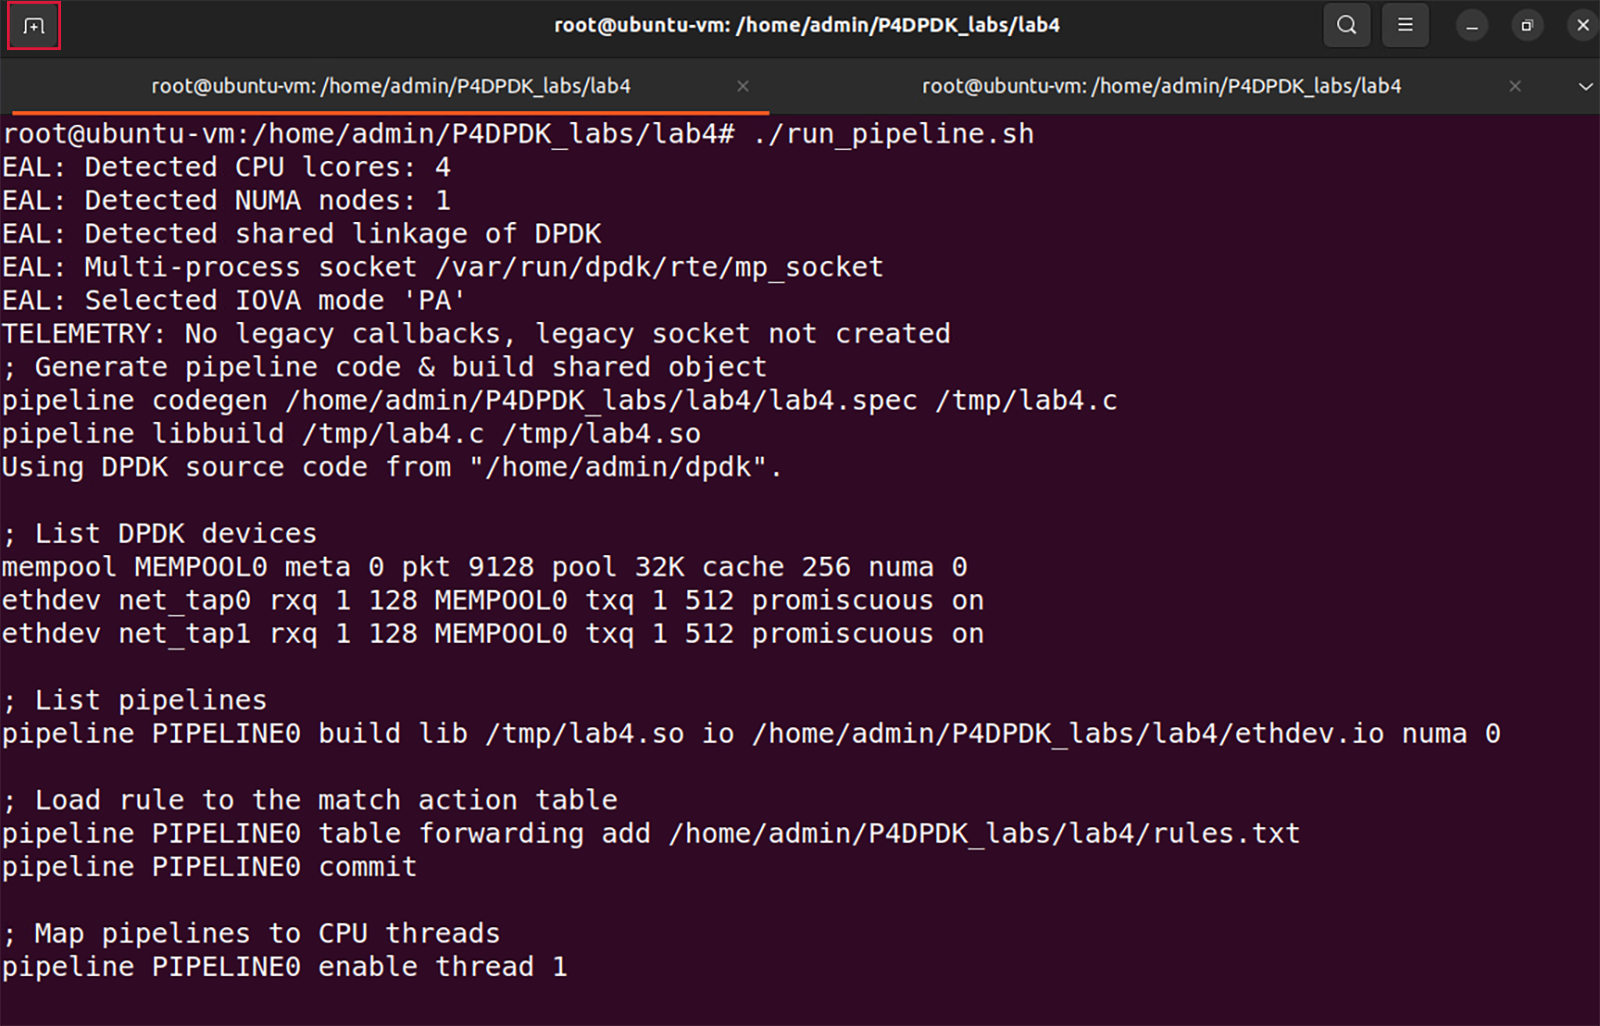 root@ubuntu-vm: /home/admin/P4DPDK_labs/lab4
root@ubuntu-vm: /home/admin/P4DPDK_labs/lab4
root@ubuntu-vm: /home/admin/P4DPDK_labs/lab4
root@ubuntu-vm:/home/admin/P4DPDK_labs/lab4# ./run_pipeline.sh
EAL: Detected CPU lcores: 4
EAL: Detected NUMA nodes: 1
EAL: Detected shared linkage of DPDK
EAL: Multi-process socket /var/run/dpdk/rte/mp_socket
EAL: Selected IOVA mode 'PA'
TELEMETRY: No legacy callbacks, legacy socket not created
; Generate pipeline code & build shared object
pipeline codegen /home/admin/P4DPDK_labs/lab4/lab4.spec /tmp/lab4.c
pipeline libbuild /tmp/lab4.c /tmp/lab4.so
Using DPDK source code from "/home/admin/dpdk".
; List DPDK devices
mempool MEMPOOL0 meta 0 pkt 9128 pool 32K cache 256 numa 0
ethdev net_tap0 rxq 1 128 MEMPOOL0 txq 1 512 promiscuous on
ethdev net_tap1 rxq 1 128 MEMPOOL0 txq 1 512 promiscuous on
; List pipelines
pipeline PIPELINE0 build lib /tmp/lab4.so io /home/admin/P4DPDK_labs/lab4/ethdev.io numa 0
; Load rule to the match action table
pipeline PIPELINE0 table forwarding add /home/admin/P4DPDK_labs/lab4/rules.txt
pipeline PIPELINE0 commit
; Map pipelines to CPU threads
pipeline PIPELINE0 enable thread 1